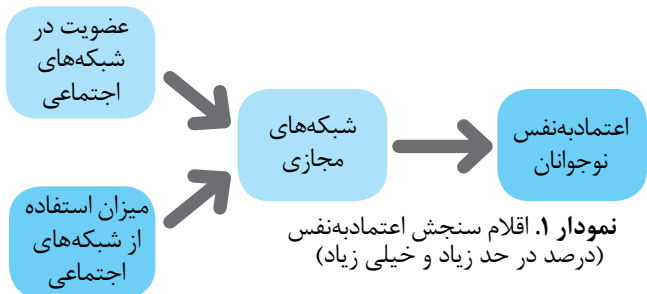 عضویت در
شبکه‌های
اجتماعی
میزان استفاده
از شبکه‌های
اجتماعی
شبکه‌های
مجازی
اعتمادبه‌نفس
نوجوانان
نمودار ۱. اقلام سنجش اعتمادبه‌نفس
(درصد در حد زیاد و خیلی زیاد)